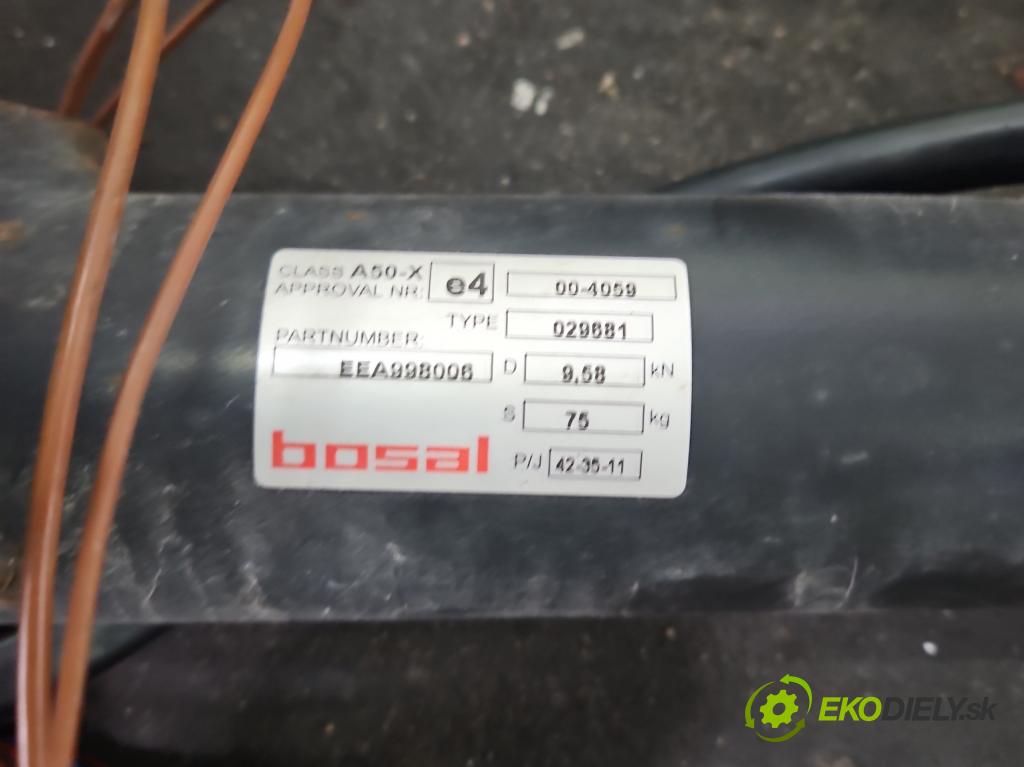 CLASS A50-X
APPROVAL NR: e4 00-4059
TYPE 029681
PARTNUMBER:
EEA998006 D 9,58 kN
S 75 kg
bosal P/J 42-35-11
EKODIELY.sk